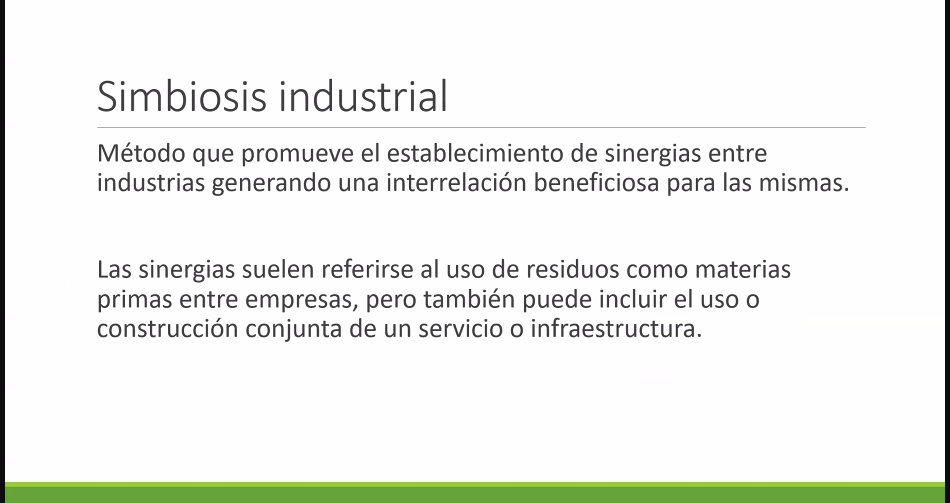 Simbiosis industrial
Método que promueve el establecimiento de sinergias entre
industrias generando una interrelación beneficiosa para las mismas.
Las sinergias suelen referirse al uso de residuos como materias
primas entre empresas, pero también puede incluir el uso o
construcción conjunta de un servicio o infraestructura.